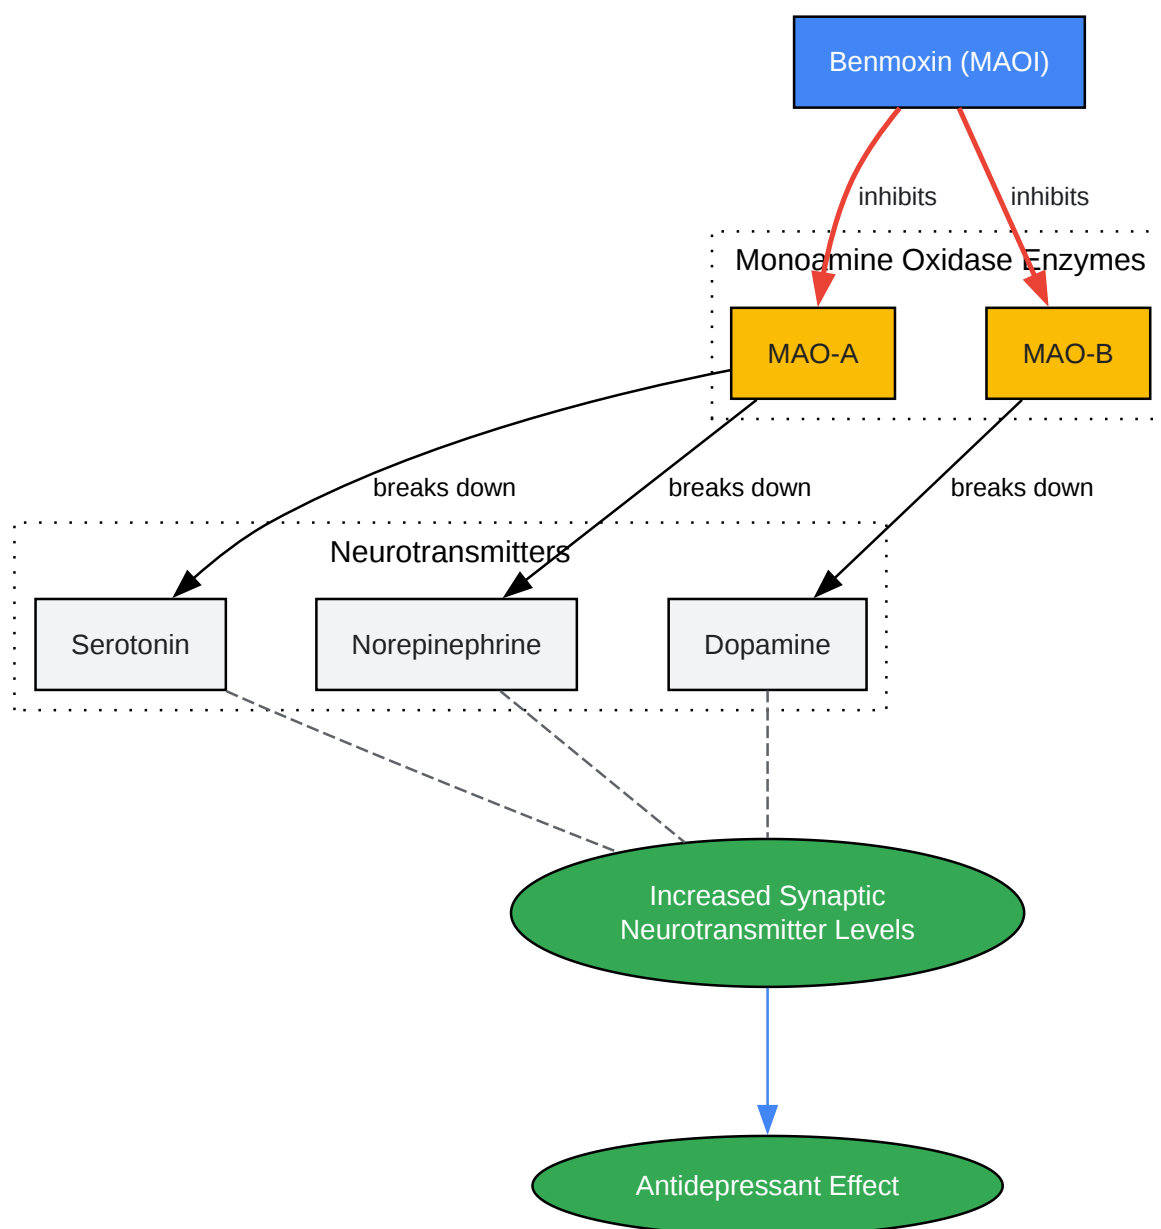 Benmoxin (MAOI)
inhibits
inhibits
Monoamine Oxidase Enzymes
MAO-A
MAO-B
breaks down
breaks down
breaks down
Neurotransmitters
Serotonin
Norepinephrine
Dopamine
Increased Synaptic
Neurotransmitter Levels
Antidepressant Effect